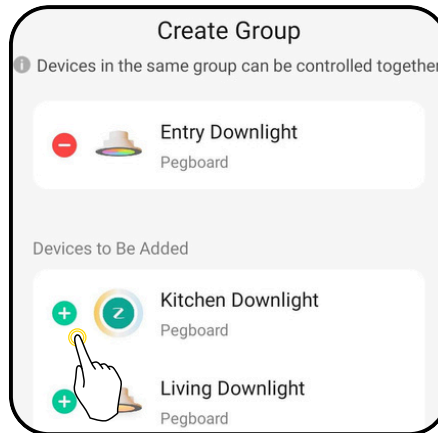 Create Group
Devices in the same group can be controlled together
Entry Downlight
Pegboard
Devices to Be Added
Kitchen Downlight
Pegboard
Living Downlight
Pegboard